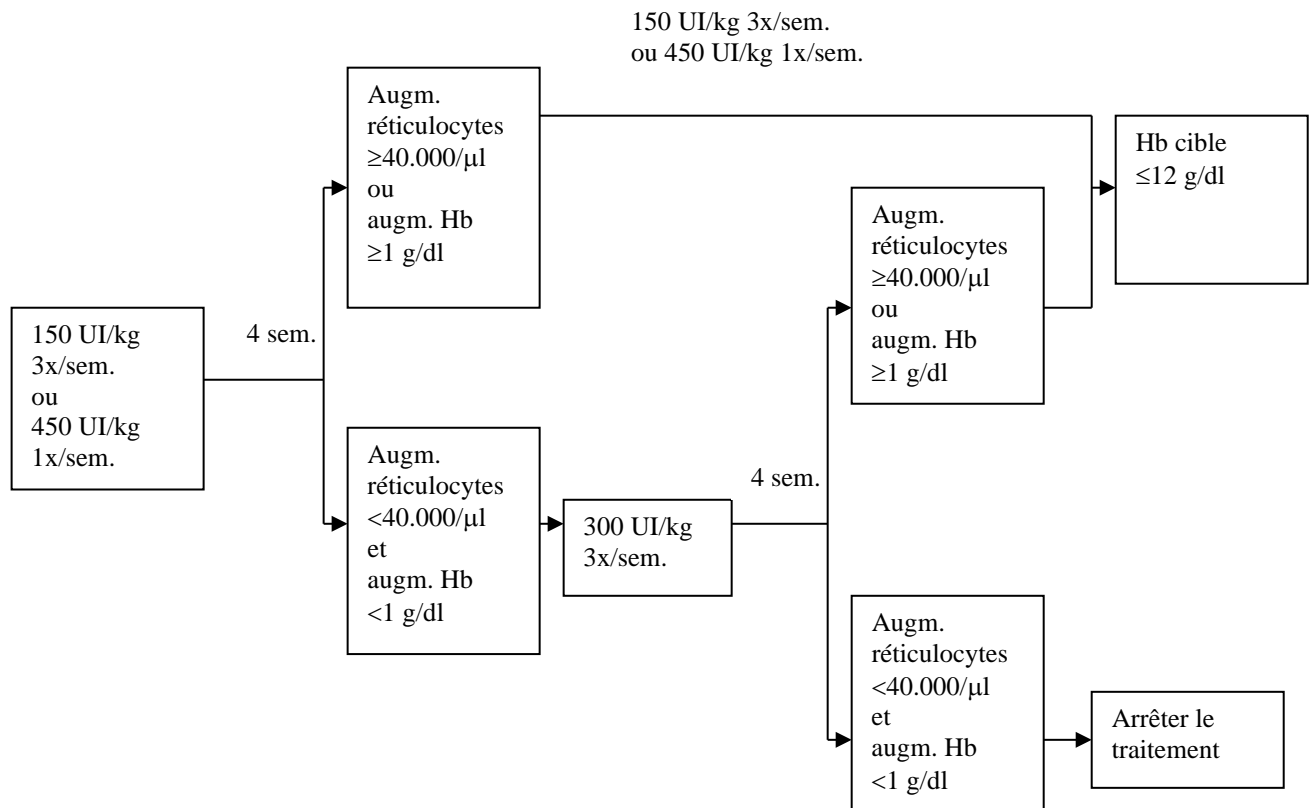 150 UI/kg 3x/sem.
ou 450 UI/kg 1x/sem.
Augm.
réticulocytes
≥40.000/µl
ou
augm. Hb
≥1 g/dl
Hb cible
≤12 g/dl
Augm.
réticulocytes
≥40.000/µl
ou
augm. Hb
≥1 g/dl
150 UI/kg
3x/sem.
ou
450 UI/kg
1x/sem.
4 sem.
Augm.
réticulocytes
<40.000/µl
et
augm. Hb
<1 g/dl
300 UI/kg
3x/sem.
4 sem.
Augm.
réticulocytes
<40.000/µl
et
augm. Hb
<1 g/dl
Arrêter le
traitement